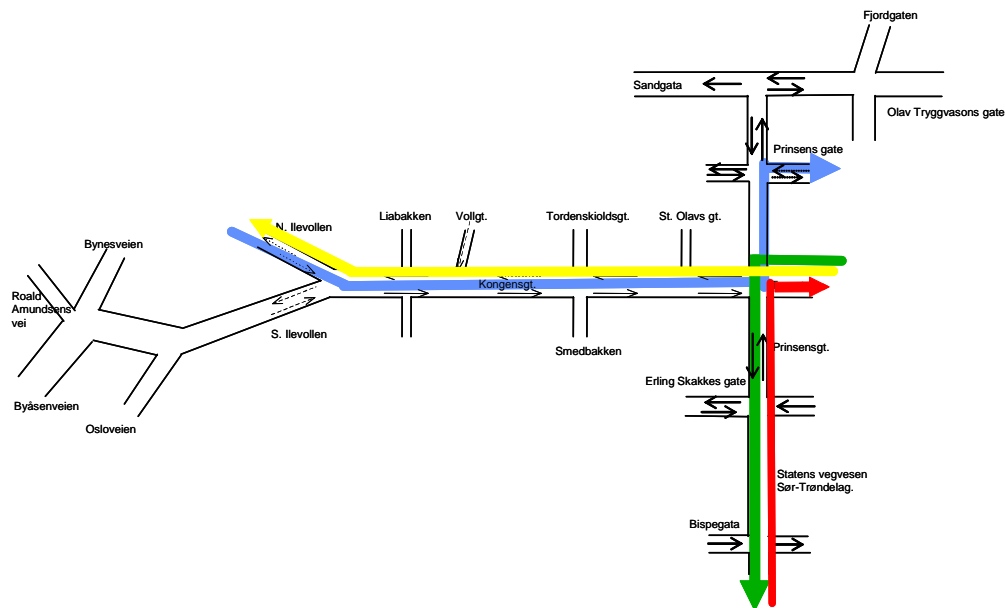 Fjordgaten
Sandgata
Olav Tryggvasons gate
Prinsens gate
Liabakken
Vollgt.
Tordenskioldsgt.
St. Olavs gt.
N. Ilevollen
Bynesveien
Kongensgt.
Roald
Amundsens
vei
S. Ilevollen
Smedbakken
Prinsensgt.
Erling Skakkes gate
Byåsenveien
Osloveien
Statens vegvesen
Sør-Trøndelag.
Bispegata